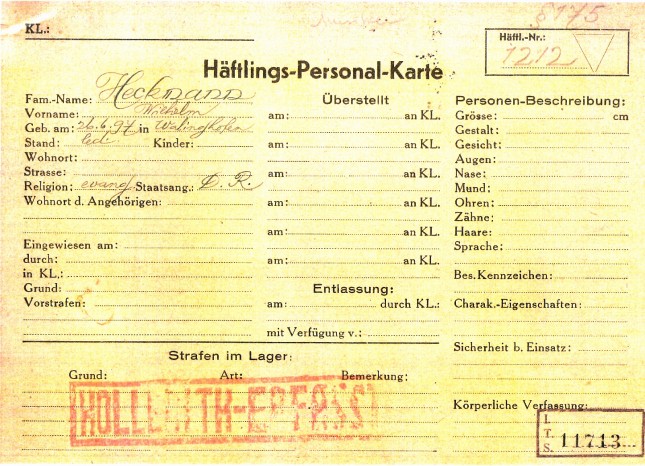 §175
KL.:
Häftl.-Nr.:
1212
Häftlings-Personal-Karte
Fam.-Name: Heckmann
Vorname: Wilhelm
Geb. am: 26.6.97 in
Stand: led. Kinder:
Wohnort:
Strasse:
Religion: evang. Staatsang.: D. R.
Wohnort d. Angehörigen:
Eingewiesen am:
durch:
in KL.:
Grund:
Vorstrafen:
Überstellt
am: an KL.
am: an KL.
am: an KL.
am: an KL.
am: an KL.
am: an KL.
Entlassung:
am: durch KL.:
mit Verfügung v.:
Personen-Beschreibung:
Grösse: cm
Gestalt:
Gesicht:
Augen:
Nase:
Mund:
Ohren:
Zähne:
Haare:
Sprache:
Bes. Kennzeichen:
Charak.-Eigenschaften:
Sicherheit b. Einsatz:
Körperliche Verfassung:
Strafen im Lager:
Grund: Art: Bemerkung:
HOLLERITH-ERFASST
I.T.S. 11713